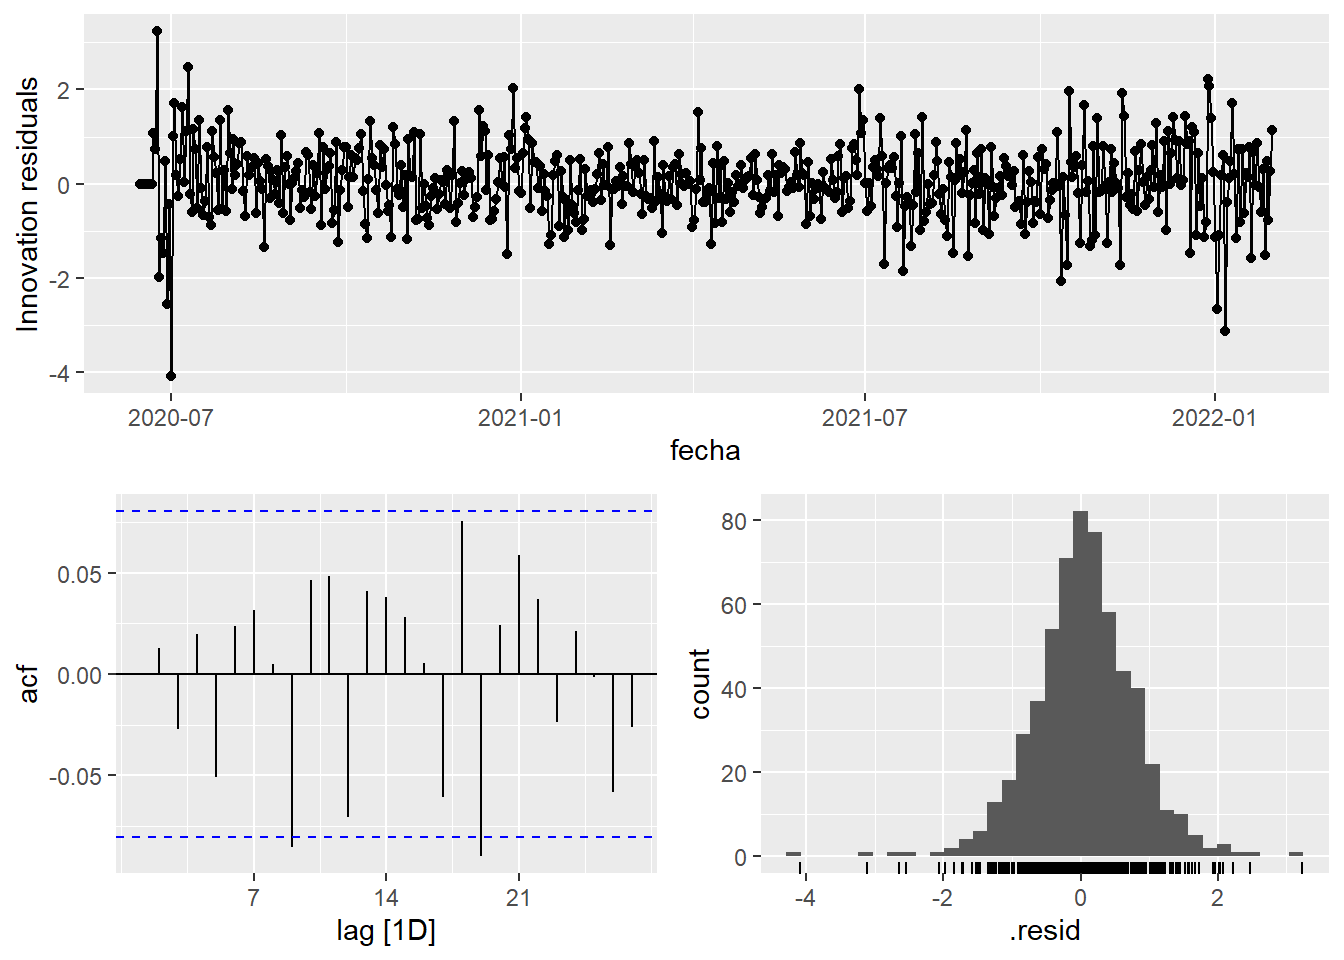 Innovation residuals
2
0
-2
-4
2020-07 2021-01 2021-07 2022-01
fecha
acf
0.05
0.00
-0.05
7 14 21
lag [1D]
count
80
60
40
20
0
-4 -2 0 2
.resid